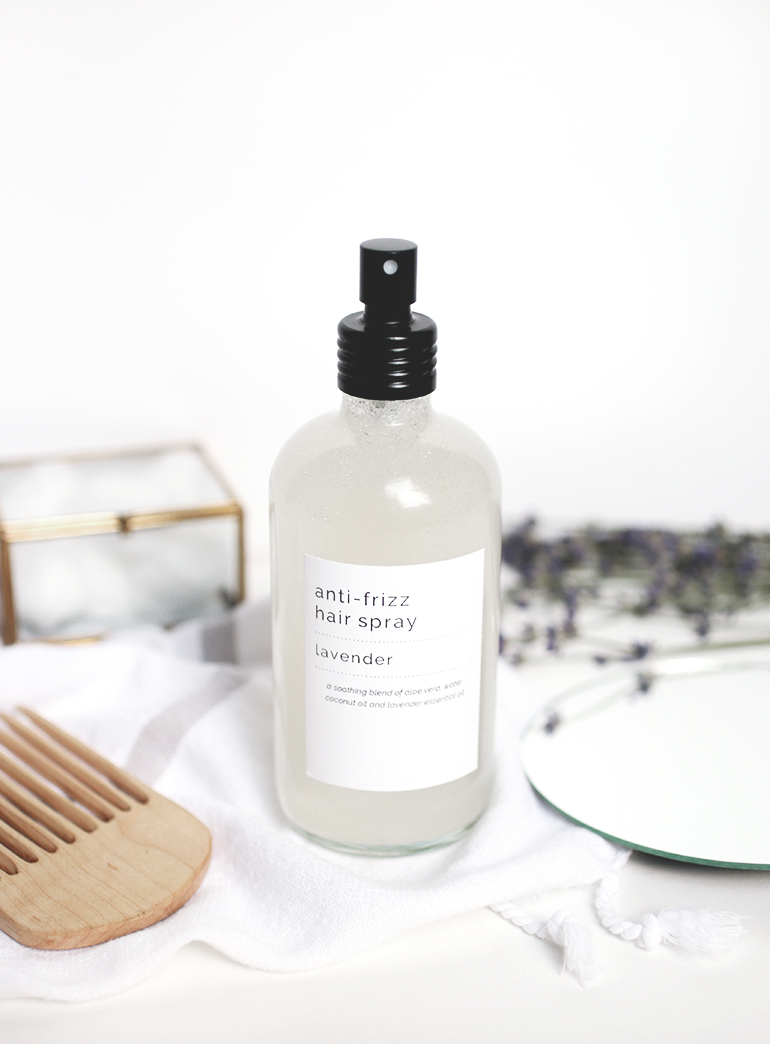 anti-frizz
hair spray
lavender
a soothing blend of aloe vera, water
coconut oil and lavender essential oil